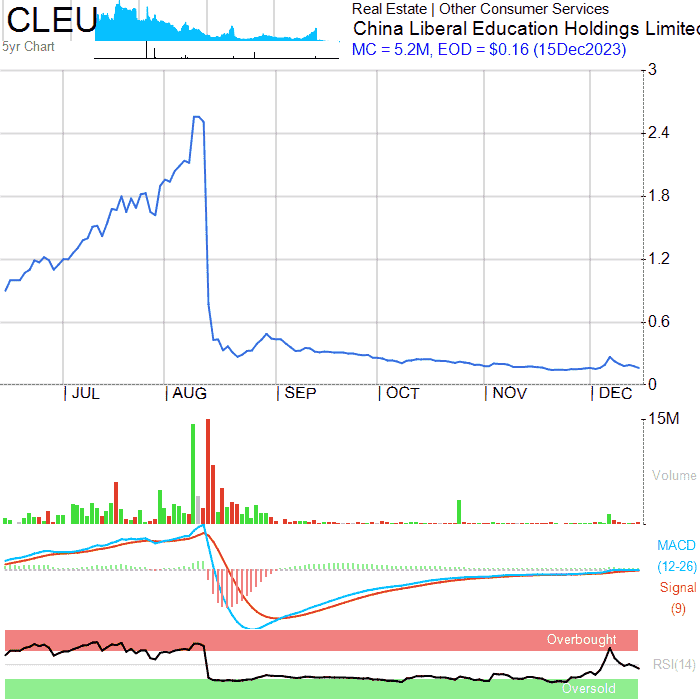 CLEU
5yr Chart
Real Estate | Other Consumer Services
China Liberal Education Holdings Limited
MC = 5.2M, EOD = $0.16 (15Dec2023)
3
2.4
1.8
1.2
0.6
0
JUL
AUG
SEP
OCT
NOV
DEC
15M
Volume
MACD
(12-26)
Signal
(9)
Overbought
RSI(14)
Oversold